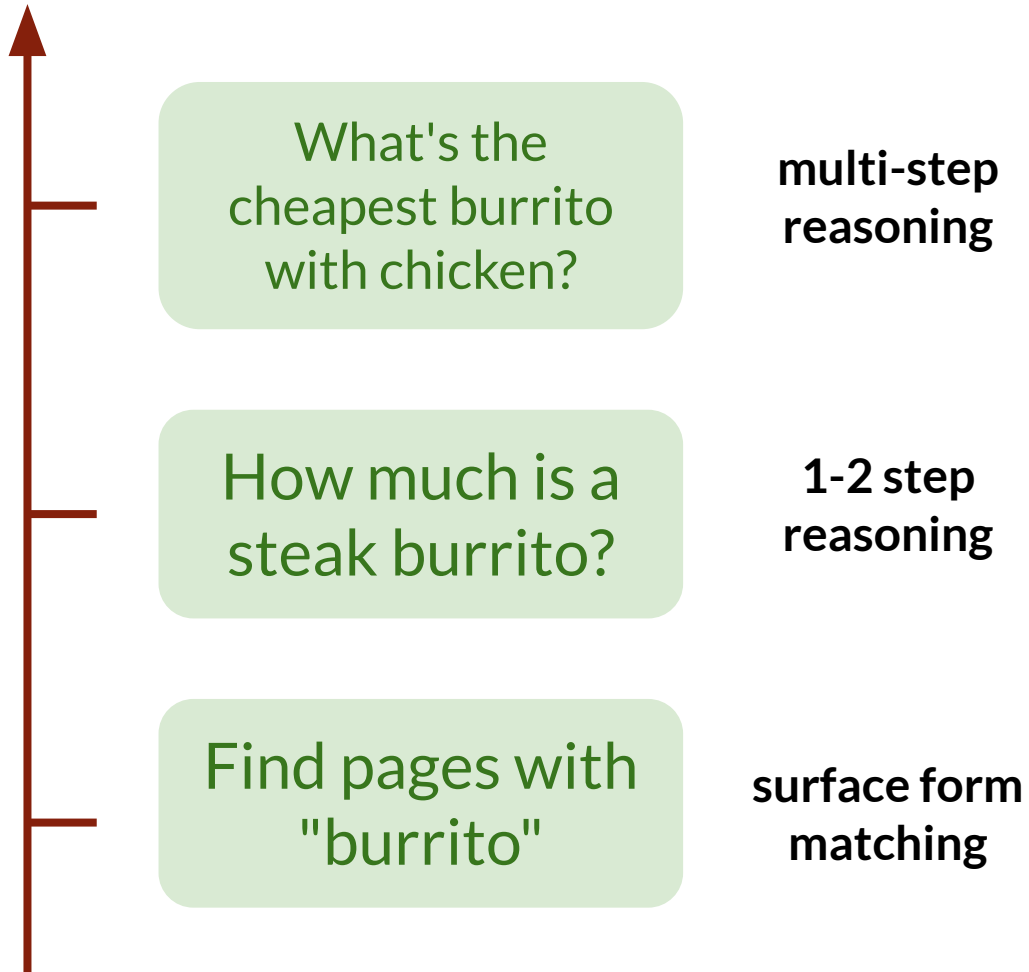 What's the
cheapest burrito
with chicken?
multi-step
reasoning
How much is a
steak burrito?
1-2 step
reasoning
Find pages with
"burrito"
surface form
matching